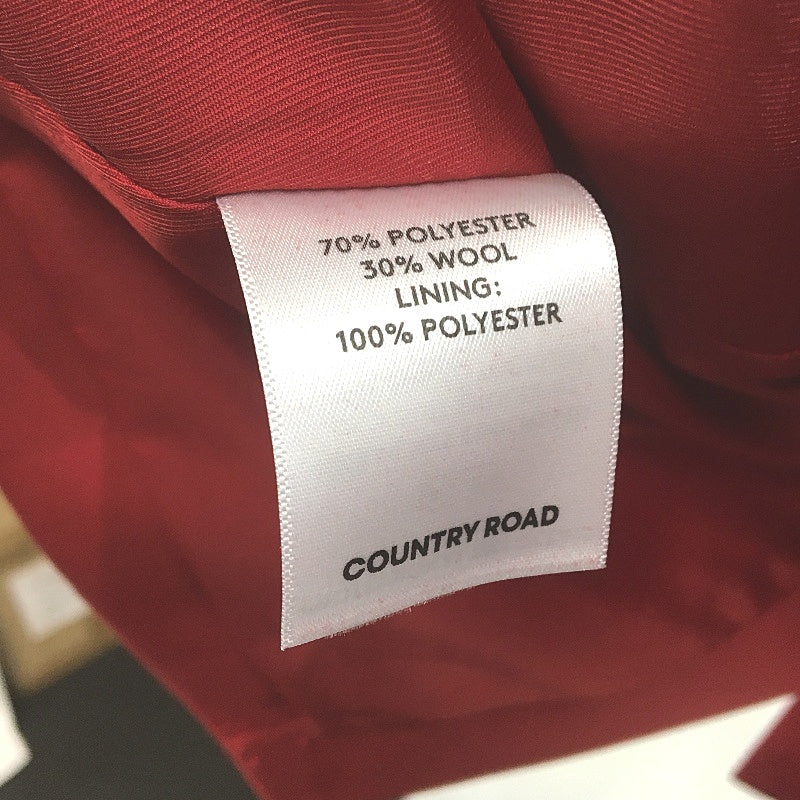 70% POLYESTER
30% WOOL
LINING:
100% POLYESTER
COUNTRY ROAD